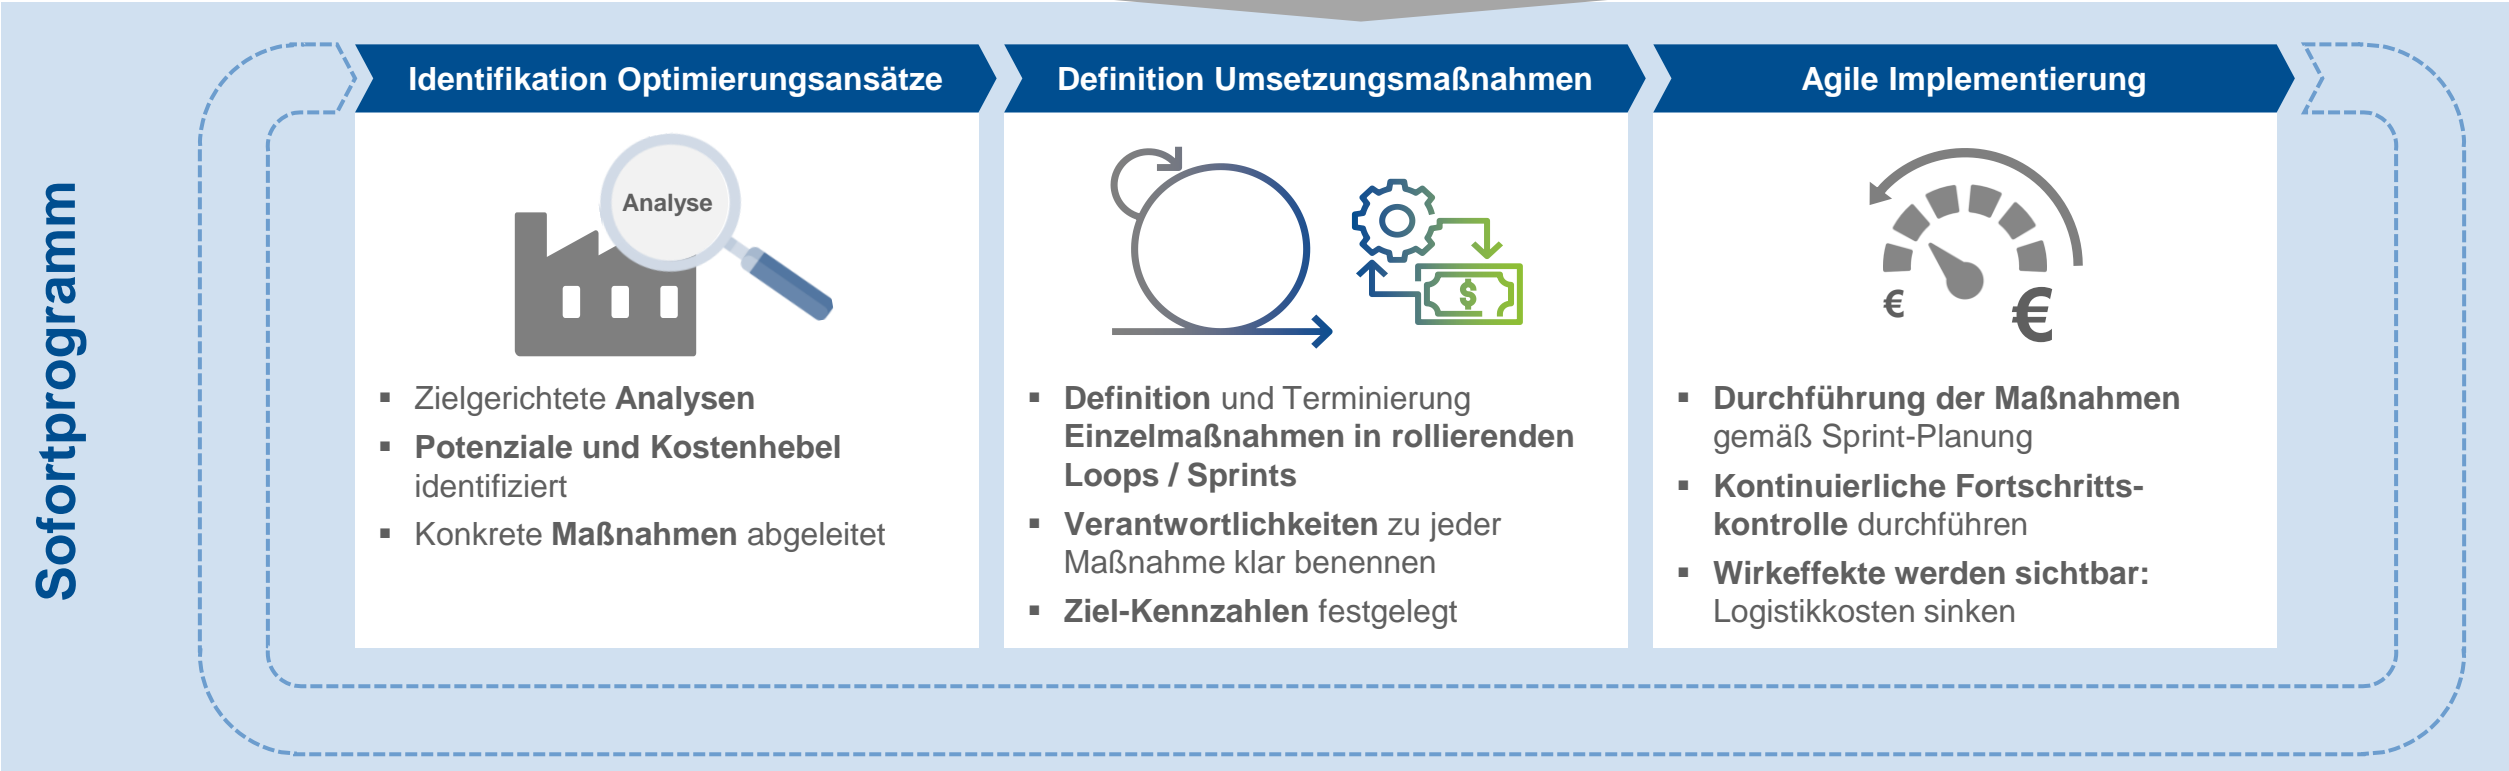 Sofortprogramm
Identifikation Optimierungsansätze
Analyse
▪ Zielgerichtete Analysen
▪ Potenziale und Kostenhebel
identifiziert
▪ Konkrete Maßnahmen abgeleitet
Definition Umsetzungsmaßnahmen
$
▪ Definition und Terminierung
Einzelmaßnahmen in rollierenden
Loops / Sprints
▪ Verantwortlichkeiten zu jeder
Maßnahme klar benennen
▪ Ziel-Kennzahlen festgelegt
Agile Implementierung
€ €
▪ Durchführung der Maßnahmen
gemäß Sprint-Planung
▪ Kontinuierliche Fortschritts-
kontrolle durchführen
▪ Wirkeffekte werden sichtbar:
Logistikkosten sinken